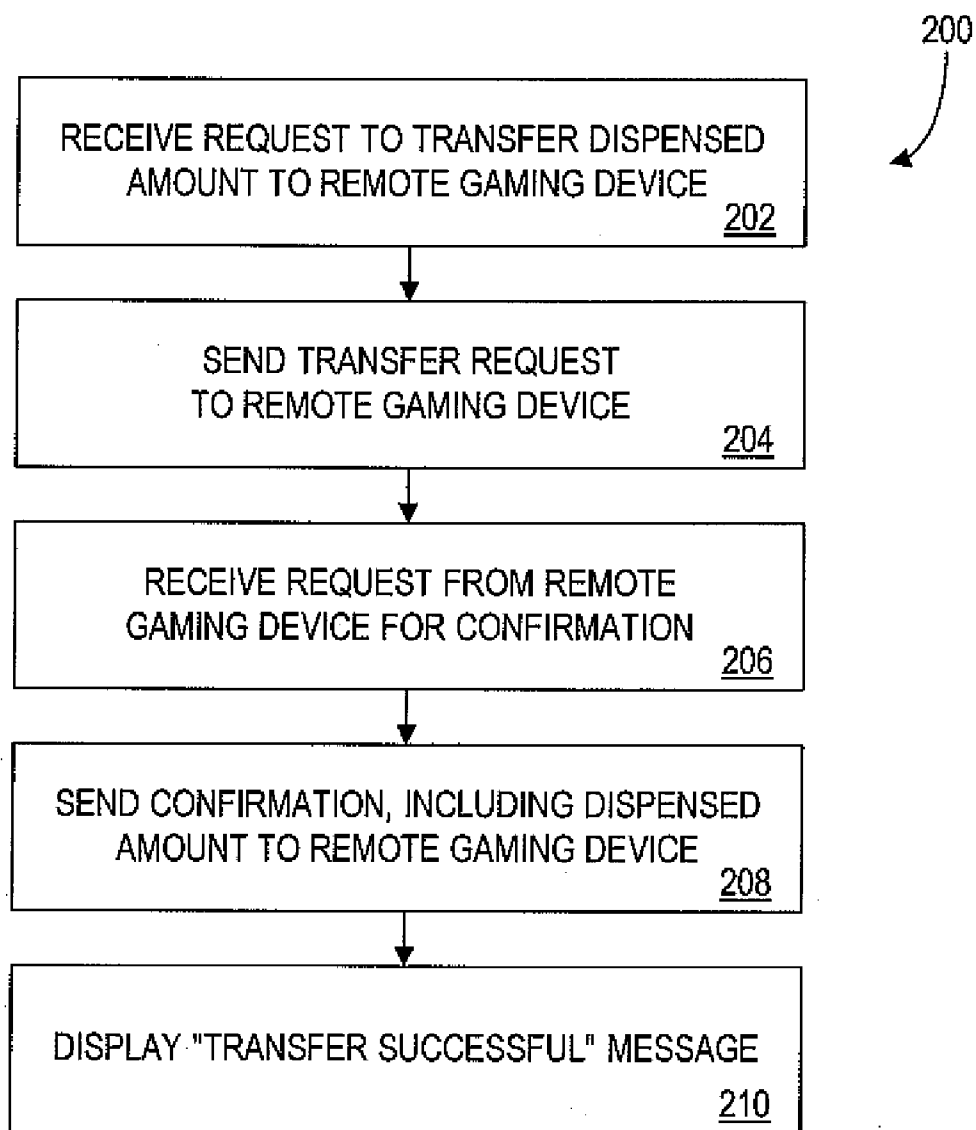 200
RECEIVE REQUEST TO TRANSFER DISPENSED
AMOUNT TO REMOTE GAMING DEVICE
202
SEND TRANSFER REQUEST
TO REMOTE GAMING DEVICE
204
RECEIVE REQUEST FROM REMOTE
GAMING DEVICE FOR CONFIRMATION
206
SEND CONFIRMATION, INCLUDING DISPENSED
AMOUNT TO REMOTE GAMING DEVICE
208
DISPLAY "TRANSFER SUCCESSFUL" MESSAGE
210